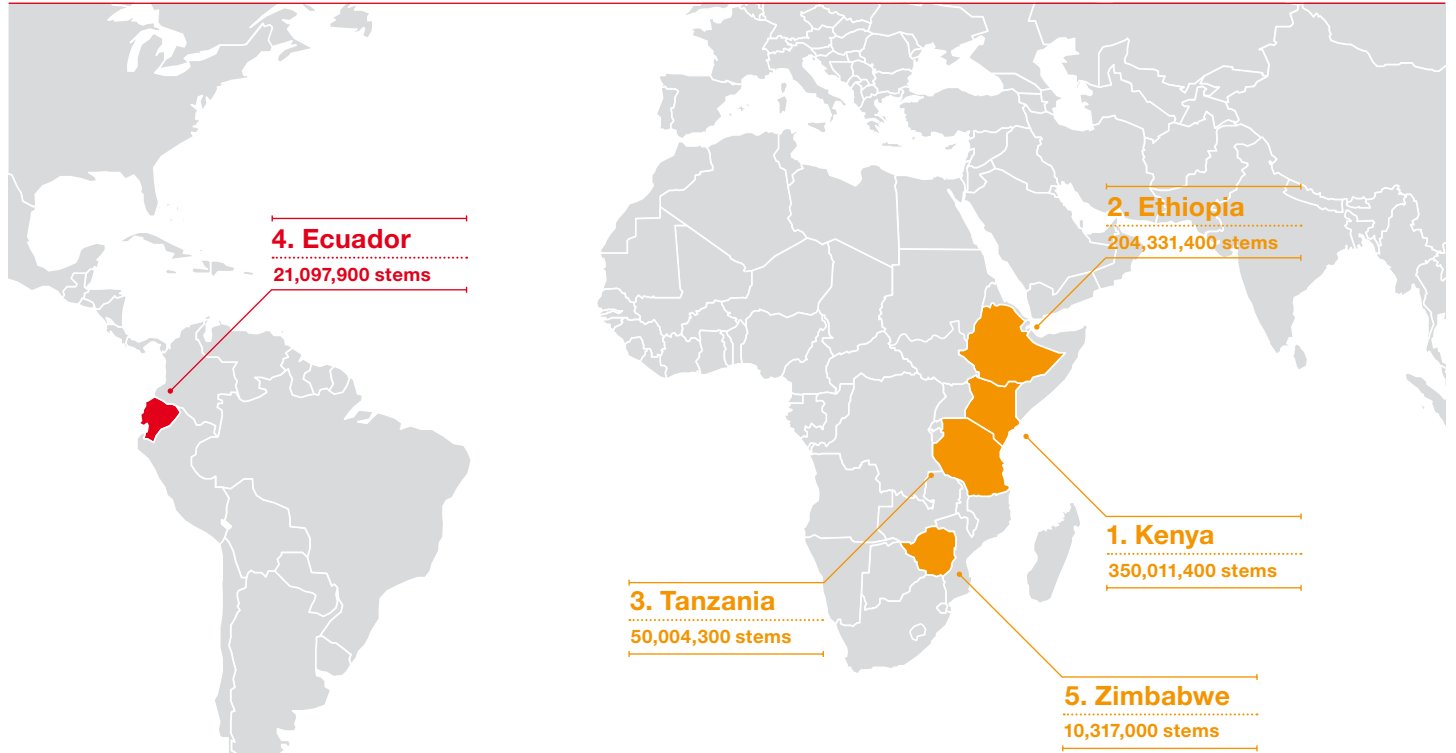 4. Ecuador
21,097,900 stems
2. Ethiopia
204,331,400 stems
1. Kenya
350,011,400 stems
3. Tanzania
50,004,300 stems
5. Zimbabwe
10,317,000 stems